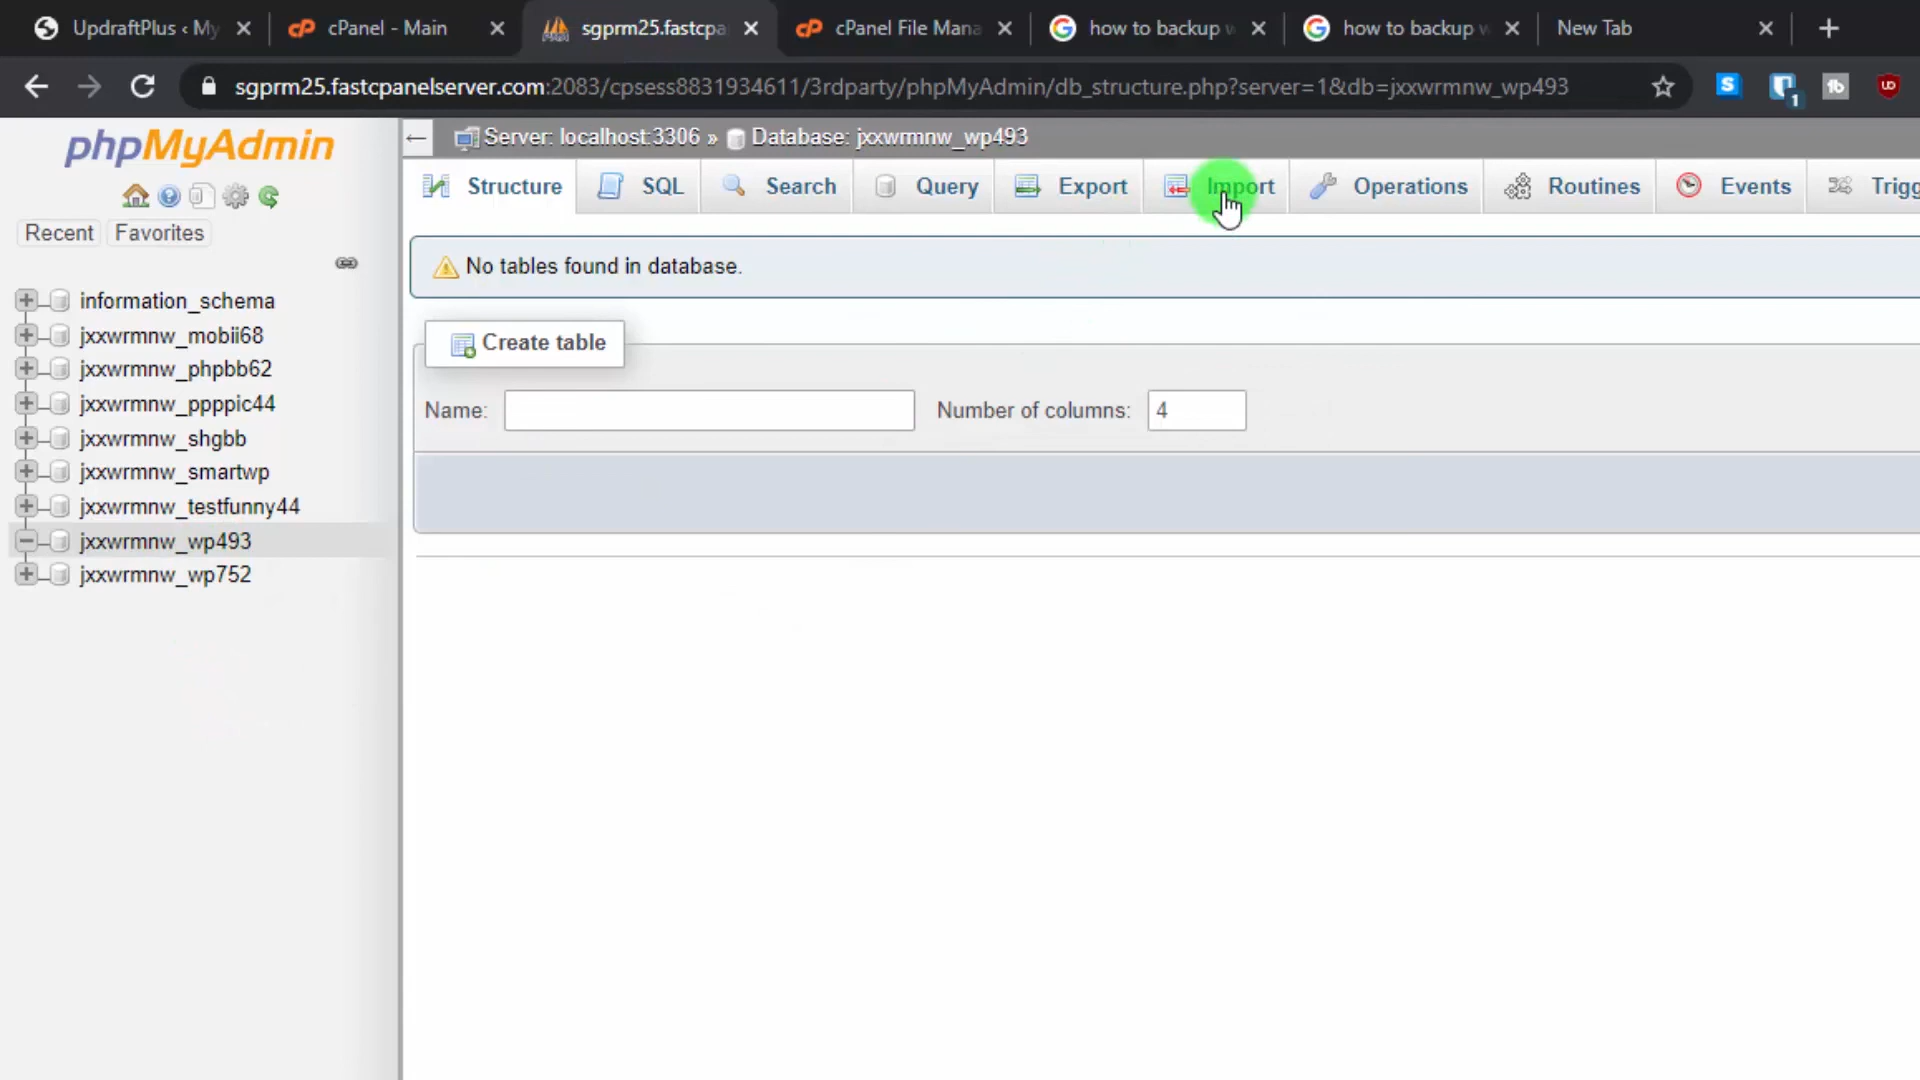 UpdraftPlus ‹ My
cPanel - Main
sgprm25.fastcpa
cPanel File Mana
how to backup w
how to backup w
New Tab
sgprm25.fastcpanelserver.com:2083/cpsess8831934611/3rdparty/phpMyAdmin/db_structure.php?server=1&db=jxxwrmnw_wp493
phpMyAdmin
Recent Favorites
information_schema
jxxwrmnw_mobii68
jxxwrmnw_phpbb62
jxxwrmnw_ppppic44
jxxwrmnw_shgbb
jxxwrmnw_smartwp
jxxwrmnw_testfunny44
jxxwrmnw_wp493
jxxwrmnw_wp752
Server: localhost:3306 » Database: jxxwrmnw_wp493
Structure SQL Search Query Export Import Operations Routines Events Trigg
No tables found in database.
Create table
Name: Number of columns: 4